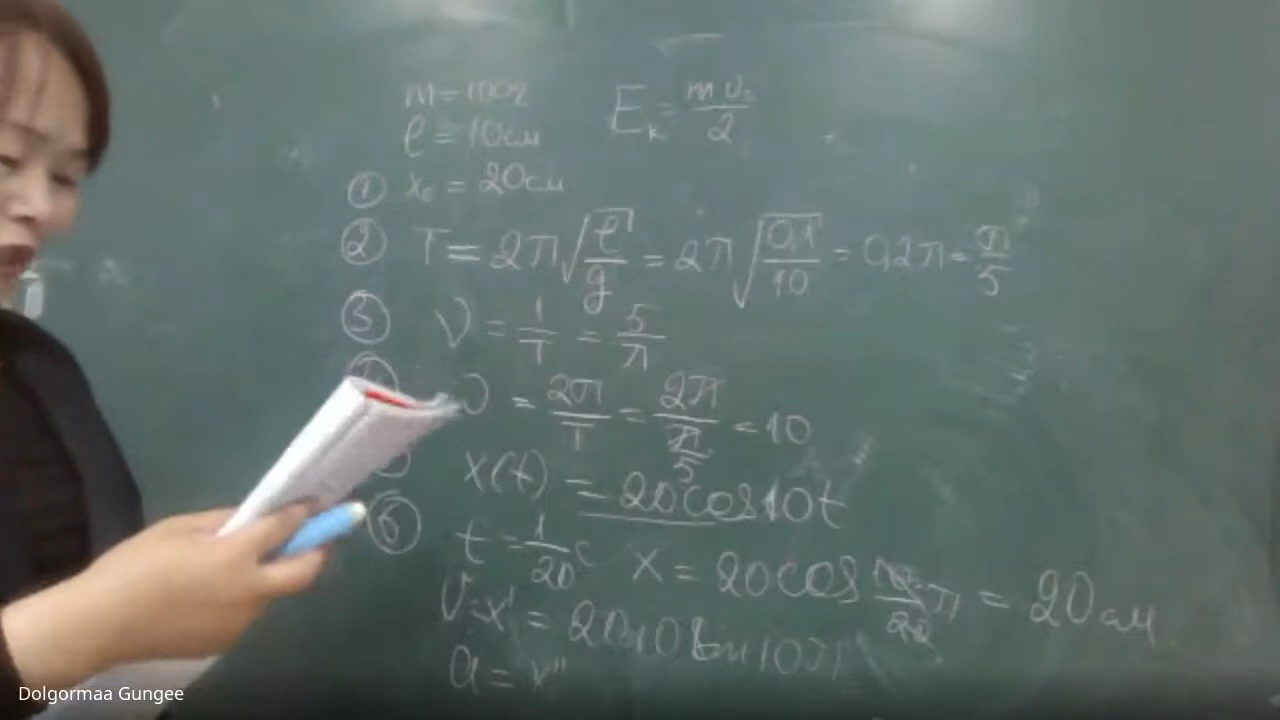 m = 100г
ℓ = 10см
E_k = mυ²/2
① x₀ = 20см
② T = 2π√(ℓ/g) = 2π√(0,1/10) = 0,2π = π/5
③ ν = 1/T = 5/π
= 2π/T = 2π/(π/5) = 10
x(t) = 20cos10t
⑥ t = 1/20 c x = 20cos π = 20см
υ = x' = 20·10
a = x''
Dolgormaa Gungee